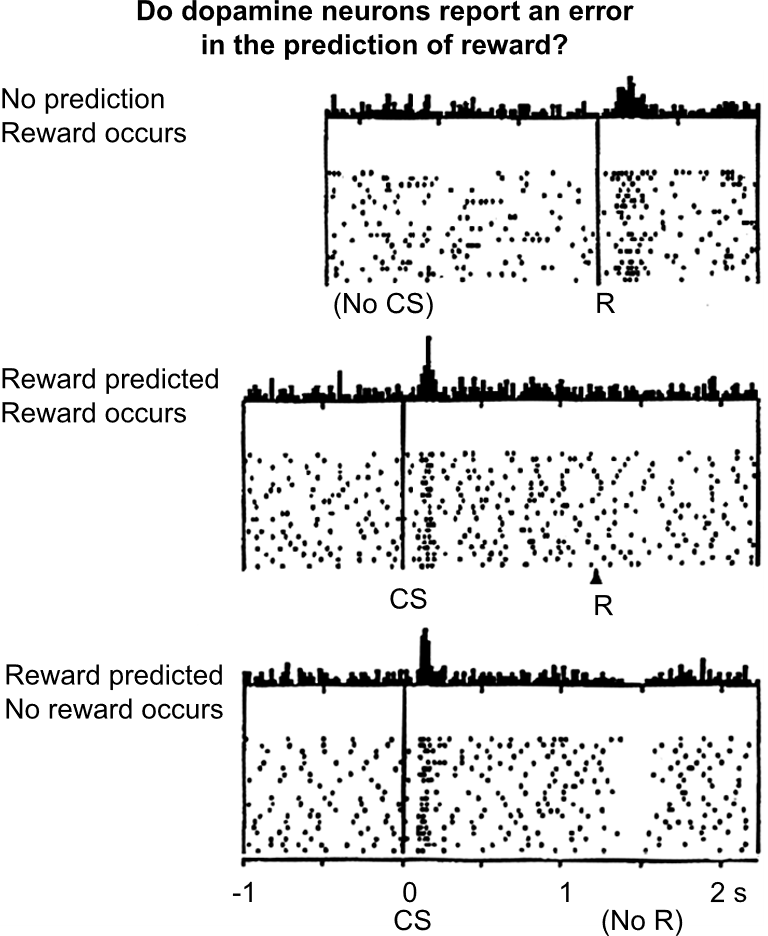 Do dopamine neurons report an error
in the prediction of reward?
No prediction
Reward occurs
(No CS) R
Reward predicted
Reward occurs
CS R
Reward predicted
No reward occurs
-1 0 1 2 s
CS (No R)